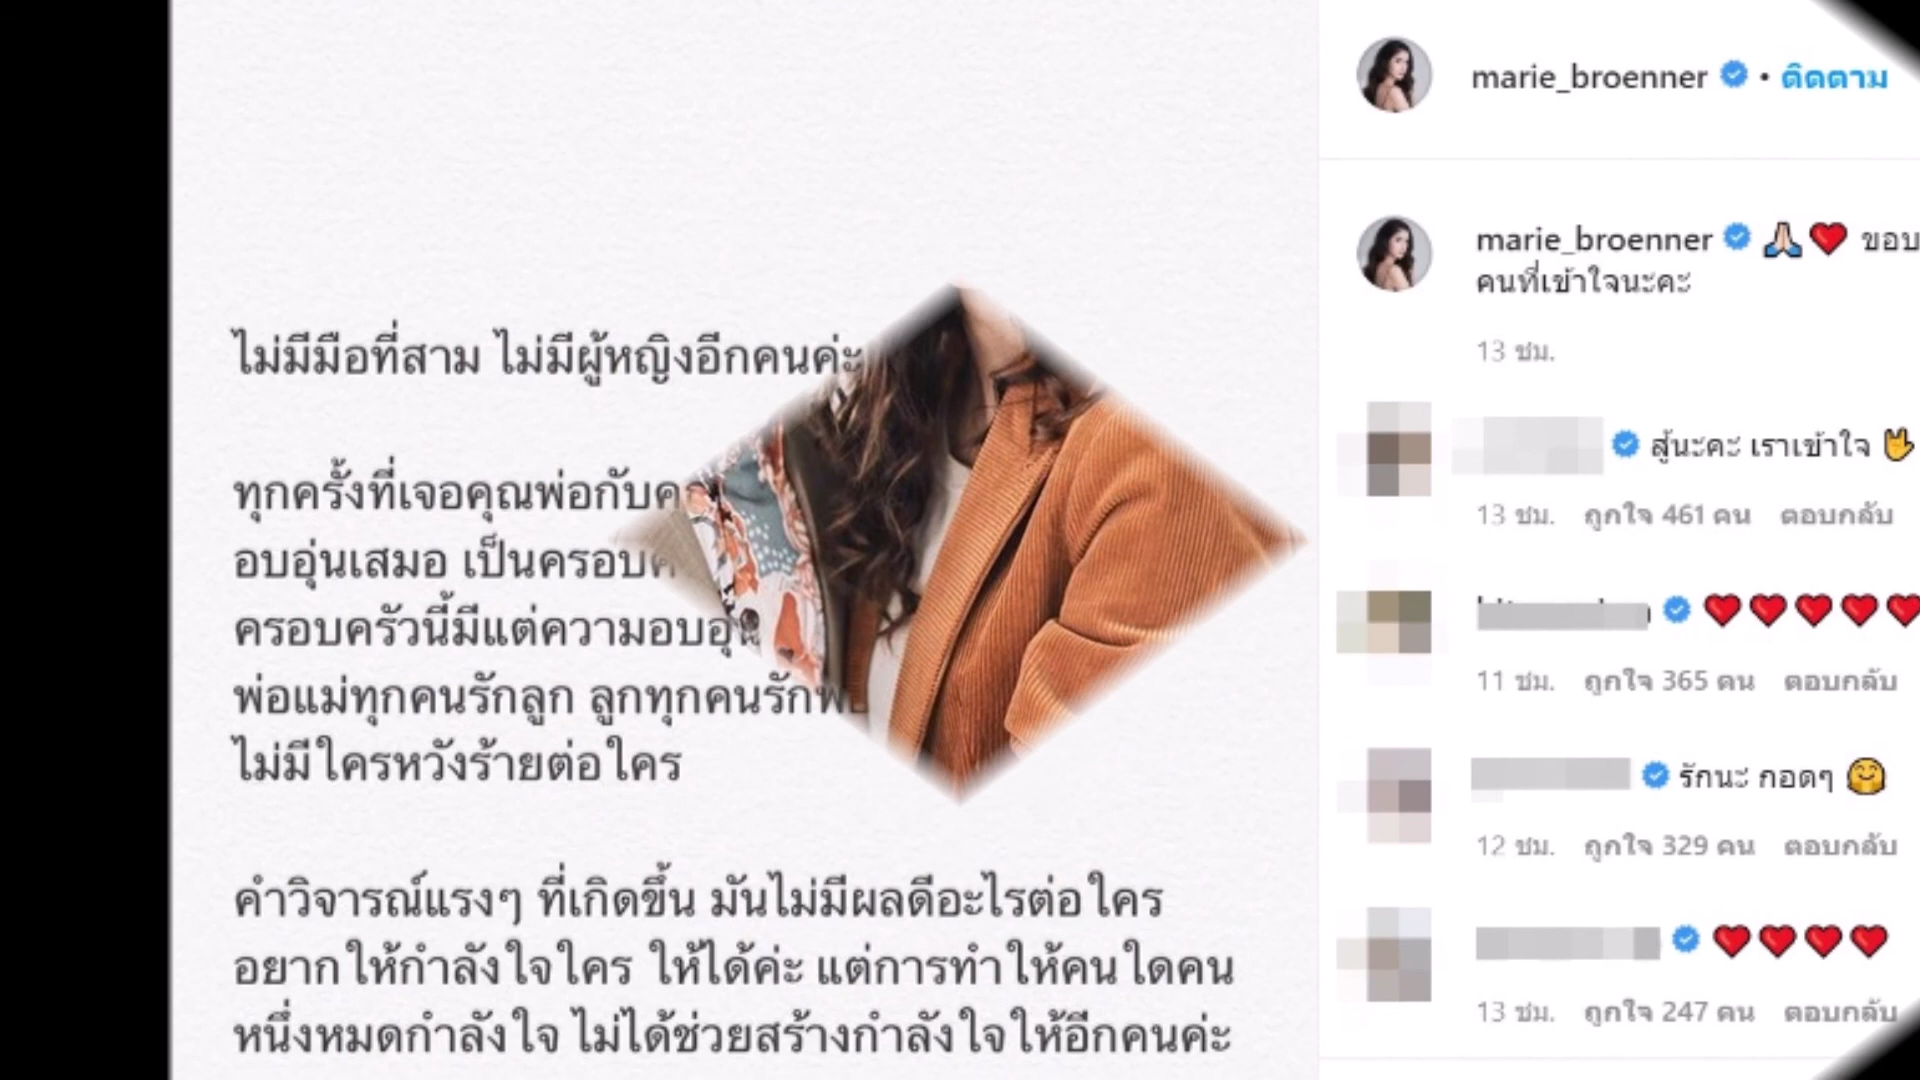 ไม่มีมือที่สาม ไม่มีผู้หญิงอีกคนค่ะ
ทุกครั้งที่เจอคุณพ่อกับ
อบอุ่นเสมอ เป็น
ครอบครัวนี้มีแต่ความ
พ่อแม่ทุกคนรักลูก ลูกทุกคนรัก
ไม่มีใครหวังร้ายต่อใคร
คำวิจารณ์แรงๆ ที่เกิดขึ้น มันไม่มีผลดีอะไรต่อใคร
อยากให้กำลังใจใคร ให้ได้ค่ะ แต่การทำให้คนใดคน
หนึ่งหมดกำลังใจ ไม่ได้ช่วยสร้างกำลังใจให้อีกคนค่ะ
marie_broenner • ติดตาม
marie_broenner 🙏🏻❤️ ขอบ
คนที่เข้าใจนะคะ
13 ชม.
สู้นะคะ เราเข้าใจ
13 ชม. ถูกใจ 461 คน ตอบกลับ
❤️❤️❤️❤️❤️
11 ชม. ถูกใจ 365 คน ตอบกลับ
รักนะ กอดๆ 🤗
12 ชม. ถูกใจ 329 คน ตอบกลับ
❤️❤️❤️❤️
13 ชม. ถูกใจ 247 คน ตอบกลับ